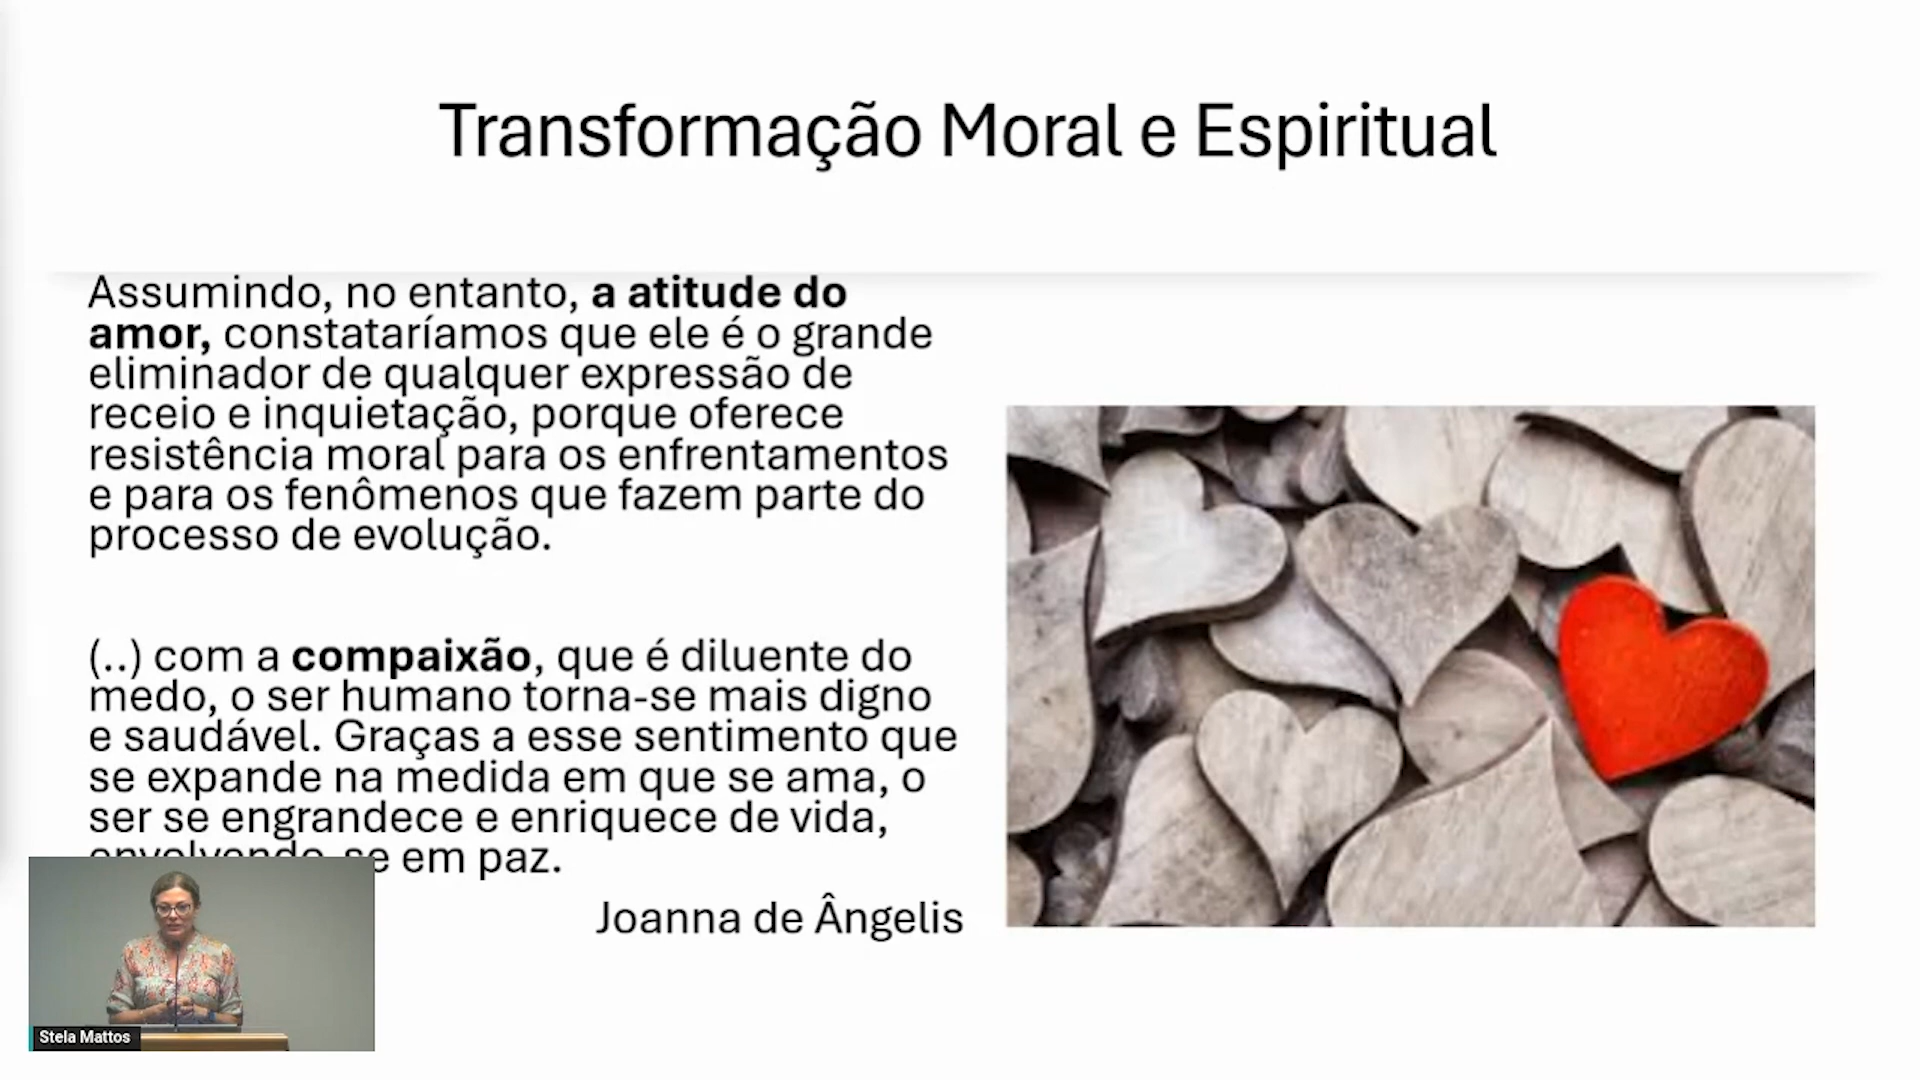 Transformação Moral e Espiritual
Assumindo, no entanto, a atitude do
amor, constataríamos que ele é o grande
eliminador de qualquer expressão de
receio e inquietação, porque oferece
resistência moral para os enfrentamentos
e para os fenômenos que fazem parte do
processo de evolução.
(..) com a compaixão, que é diluente do
medo, o ser humano torna-se mais digno
e saudável. Graças a esse sentimento que
se expande na medida em que se ama, o
ser se engrandece e enriquece de vida,
envolvendo-se em paz.
Joanna de Ângelis
Stela Mattos